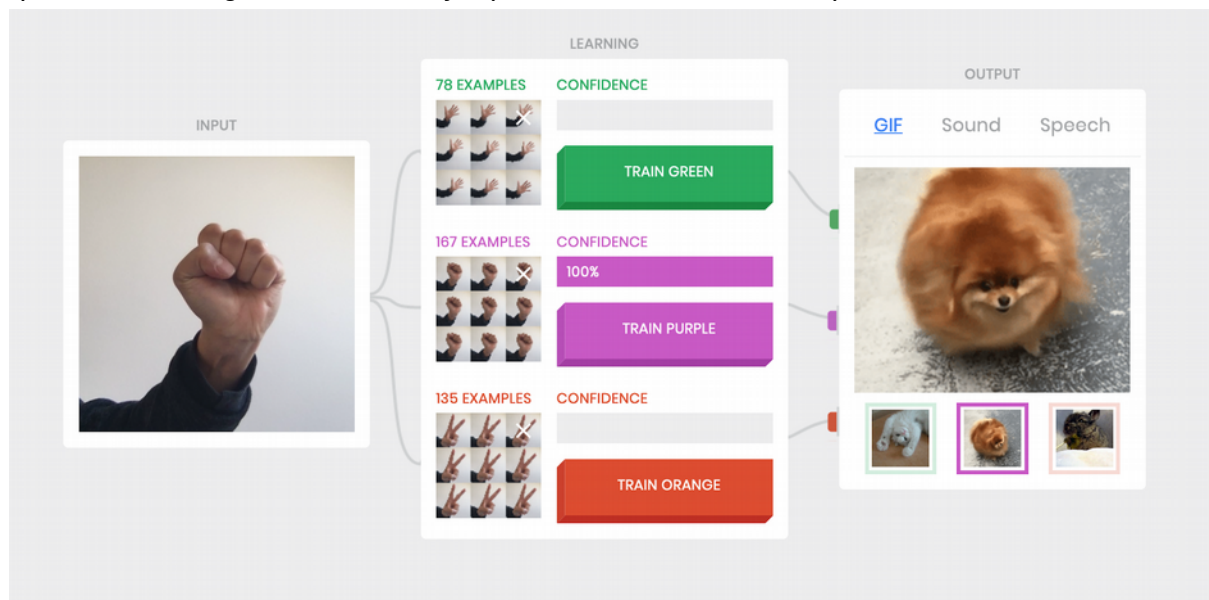 INPUT
LEARNING
78 EXAMPLES CONFIDENCE
TRAIN GREEN
167 EXAMPLES CONFIDENCE
100%
TRAIN PURPLE
135 EXAMPLES CONFIDENCE
TRAIN ORANGE
OUTPUT
GIF Sound Speech